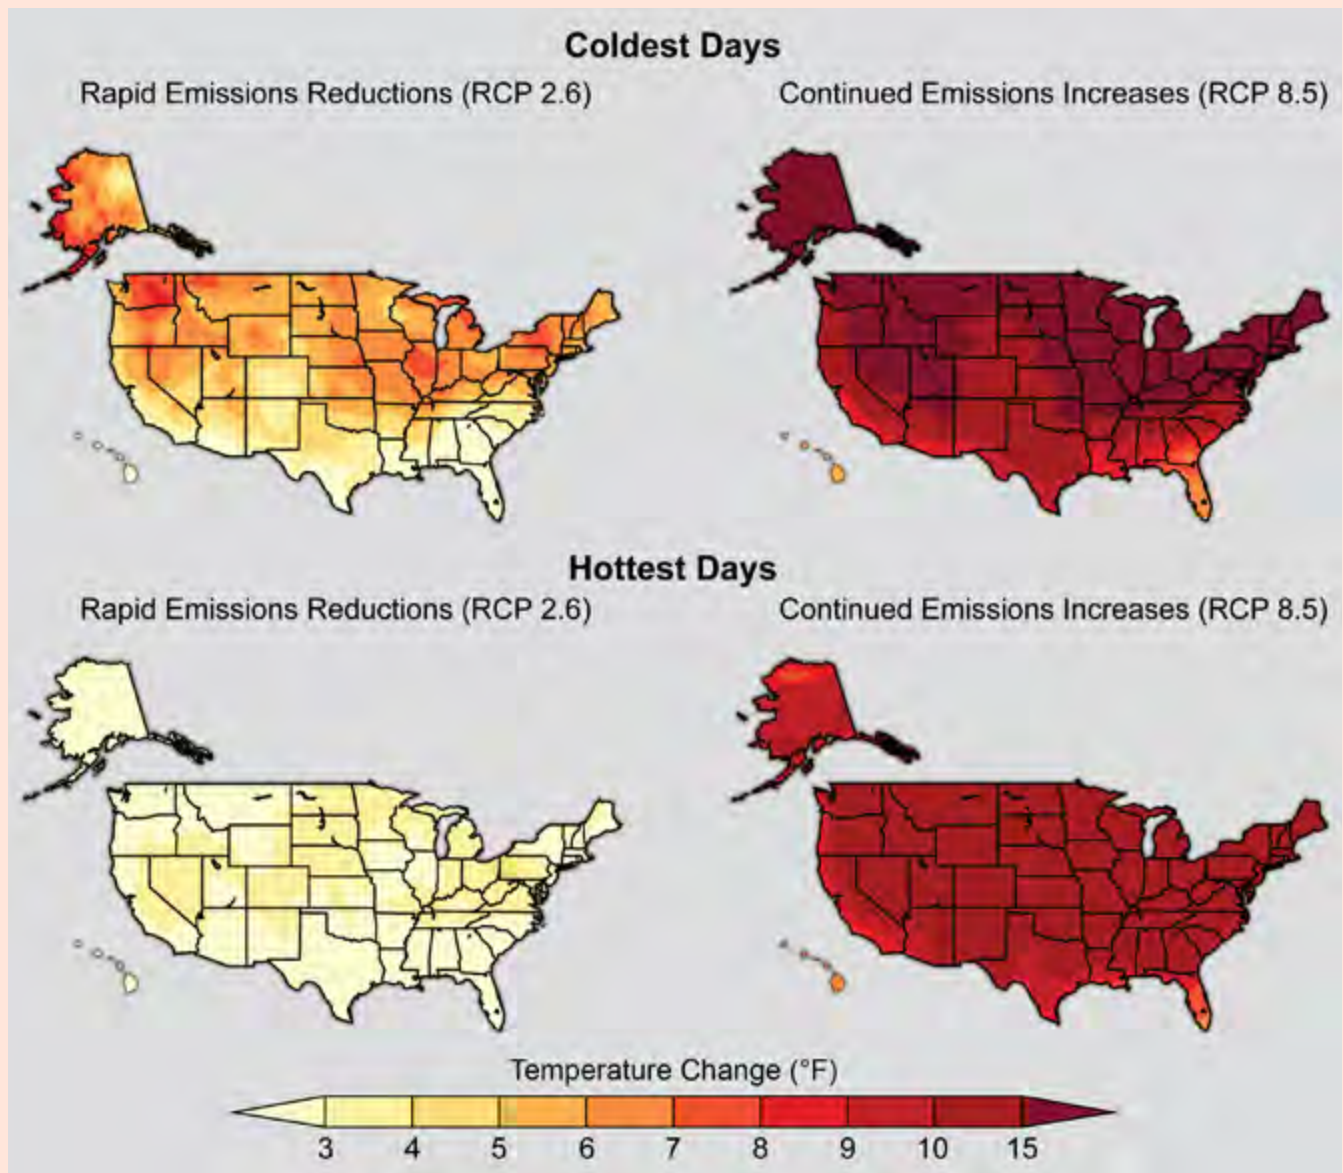 Coldest Days
Rapid Emissions Reductions (RCP 2.6)
Continued Emissions Increases (RCP 8.5)
Hottest Days
Rapid Emissions Reductions (RCP 2.6)
Continued Emissions Increases (RCP 8.5)
Temperature Change (°F)
3 4 5 6 7 8 9 10 15